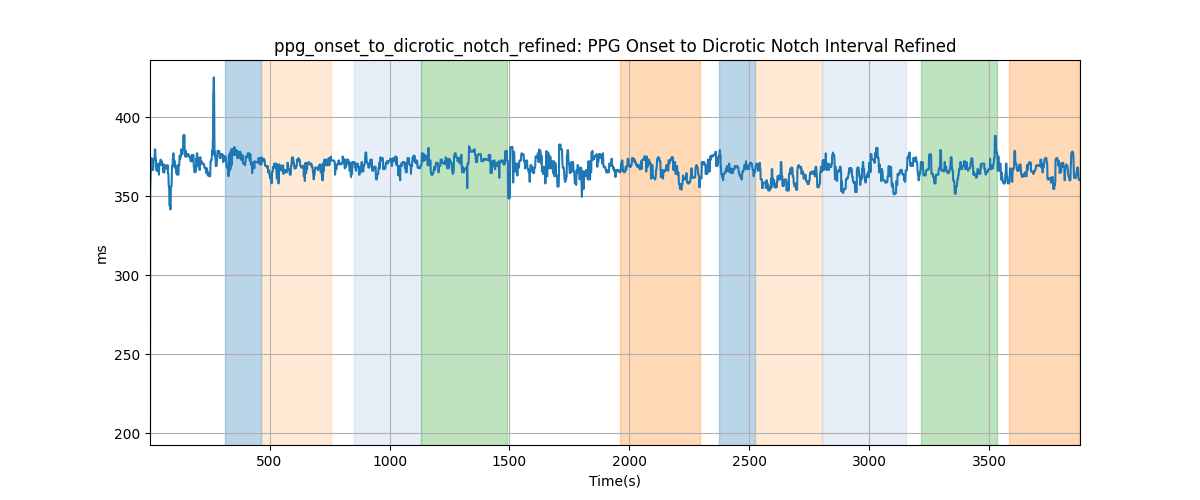 ppg_onset_to_dicrotic_notch_refined: PPG Onset to Dicrotic Notch Interval Refined
400
350
300
250
200
ms
500 1000 1500 2000 2500 3000 3500
Time(s)